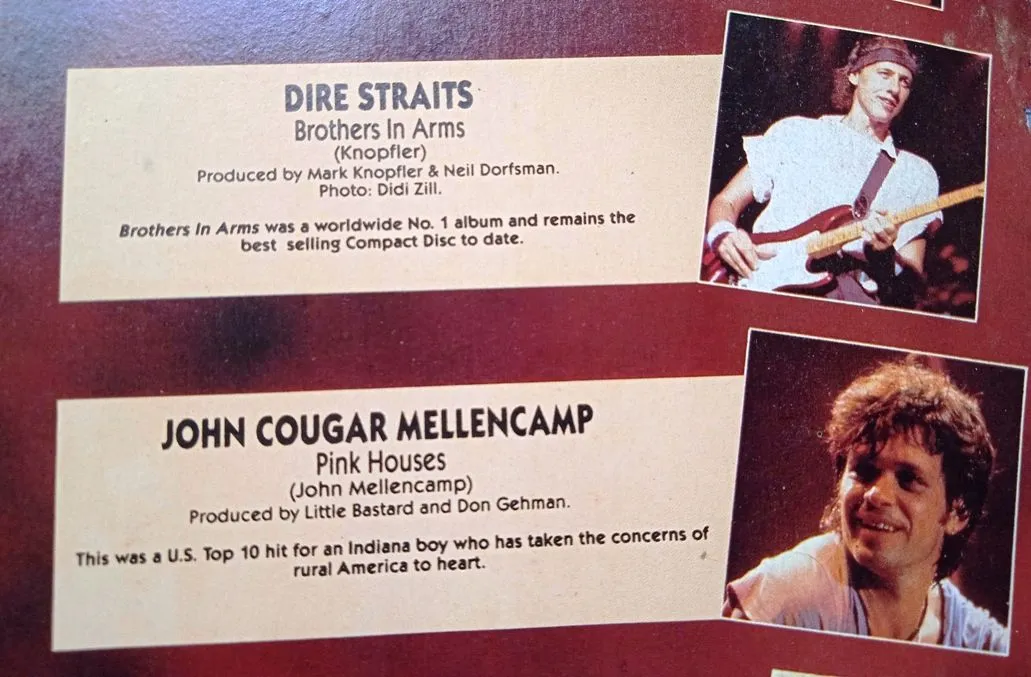 DIRE STRAITS
Brothers In Arms
(Knopfler)
Produced by Mark Knopfler & Neil Dorfsman.
Photo: Didi Zill.
Brothers In Arms was a worldwide No. 1 album and remains the
best selling Compact Disc to date.
JOHN COUGAR MELLENCAMP
Pink Houses
(John Mellencamp)
Produced by Little Bastard and Don Gehman.
This was a U.S. Top 10 hit for an Indiana boy who has taken the concerns of
rural America to heart.